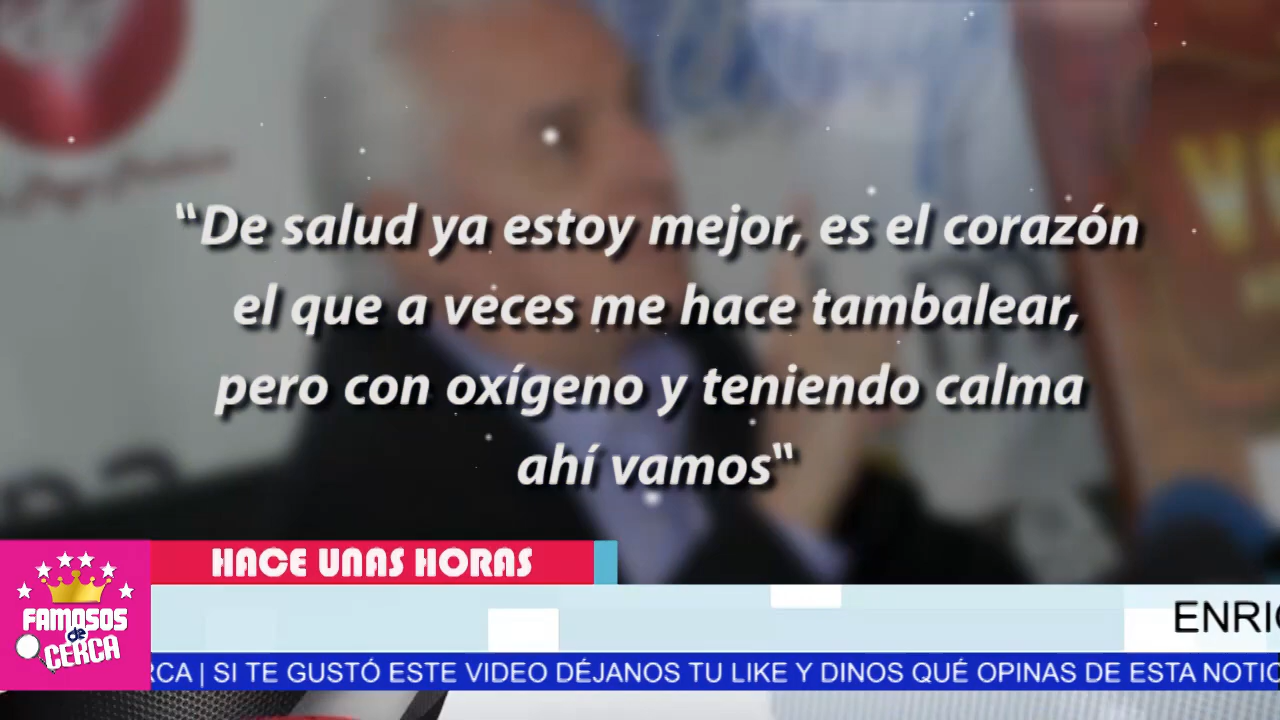 “De salud ya estoy mejor, es el corazón
el que a veces me hace tambalear,
pero con oxígeno y teniendo calma
ahí vamos"
HACE UNAS HORAS
FAMOSOS
de
CERCA
ENRI
RCA | SI TE GUSTÓ ESTE VIDEO DÉJANOS TU LIKE Y DINOS QUÉ OPINAS DE ESTA NOTIC